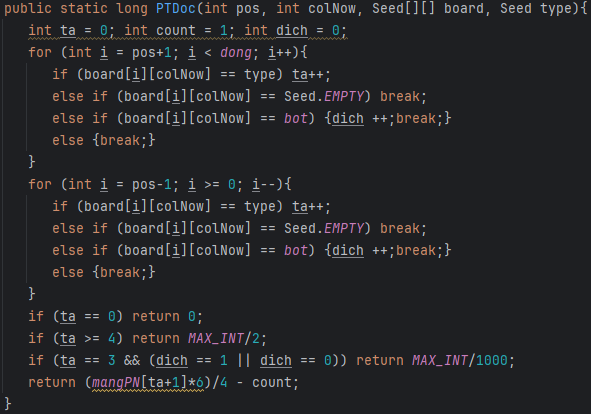 public static long PTDoc(int pos, int colNow, Seed[][] board, Seed type){
int ta = 0; int count = 1; int dich = 0;
for (int i = pos+1; i < dong; i++){
if (board[i][colNow] == type) ta++;
else if (board[i][colNow] == Seed.EMPTY) break;
else if (board[i][colNow] == bot) {dich ++;break;}
else {break;}
}
for (int i = pos-1; i >= 0; i--){
if (board[i][colNow] == type) ta++;
else if (board[i][colNow] == Seed.EMPTY) break;
else if (board[i][colNow] == bot) {dich ++;break;}
else {break;}
}
if (ta == 0) return 0;
if (ta >= 4) return MAX_INT/2;
if (ta == 3 && (dich == 1 || dich == 0)) return MAX_INT/1000;
return (mangPN[ta+1]*6)/4 - count;
}